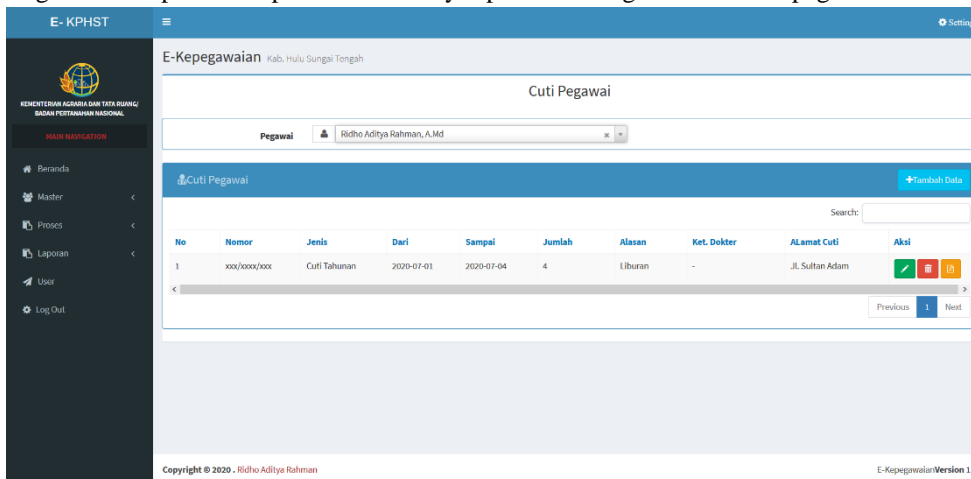 E- KPHST
Setting
E-Kepegawaian Kab. Hulu Sungai Tengah
KEMENTERIAN AGRARIA DAN TATA RUANG/
BADAN PERTANAHAN NASIONAL
MAIN NAVIGATION
Beranda
Master
Proses
Laporan
User
Log Out
Cuti Pegawai
Pegawai Ridho Aditya Rahman, A.Md
Cuti Pegawai
+Tambah Data
Search:
No Nomor Jenis Dari Sampai Jumlah Alasan Ket. Dokter ALamat Cuti Aksi
1 xxx/xxxx/xxx Cuti Tahunan 2020-07-01 2020-07-04 4 Liburan - JL Sultan Adam
Previous 1 Next
Copyright © 2020 . Ridho Aditya Rahman
E-KepegawaianVersion 1